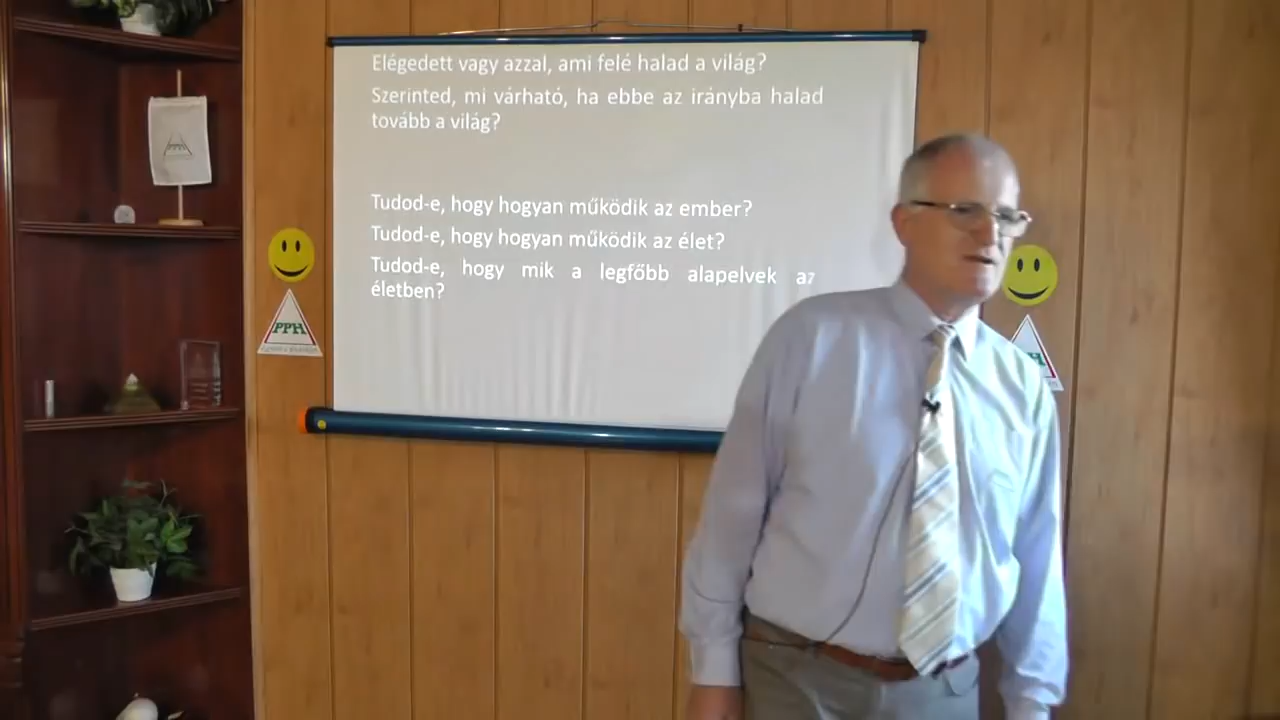 Elégedett vagy azzal, ami felé halad a világ?
Szerinted, mi várható, ha ebbe az irányba halad
tovább a világ?
Tudod-e, hogy hogyan működik az ember?
Tudod-e, hogy hogyan működik az élet?
Tudod-e, hogy mik a legfőbb alapelvek az
életben?
PPH
PPH
H